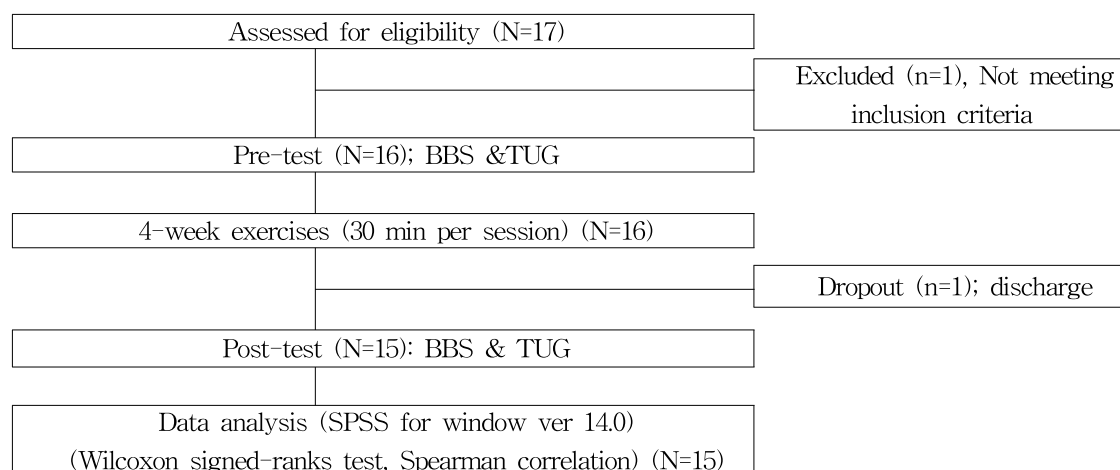 Assessed for eligibility (N=17)
Excluded (n=1), Not meeting
inclusion criteria
Pre-test (N=16); BBS &TUG
4-week exercises (30 min per session) (N=16)
Dropout (n=1); discharge
Post-test (N=15): BBS & TUG
Data analysis (SPSS for window ver 14.0)
(Wilcoxon signed-ranks test, Spearman correlation) (N=15)